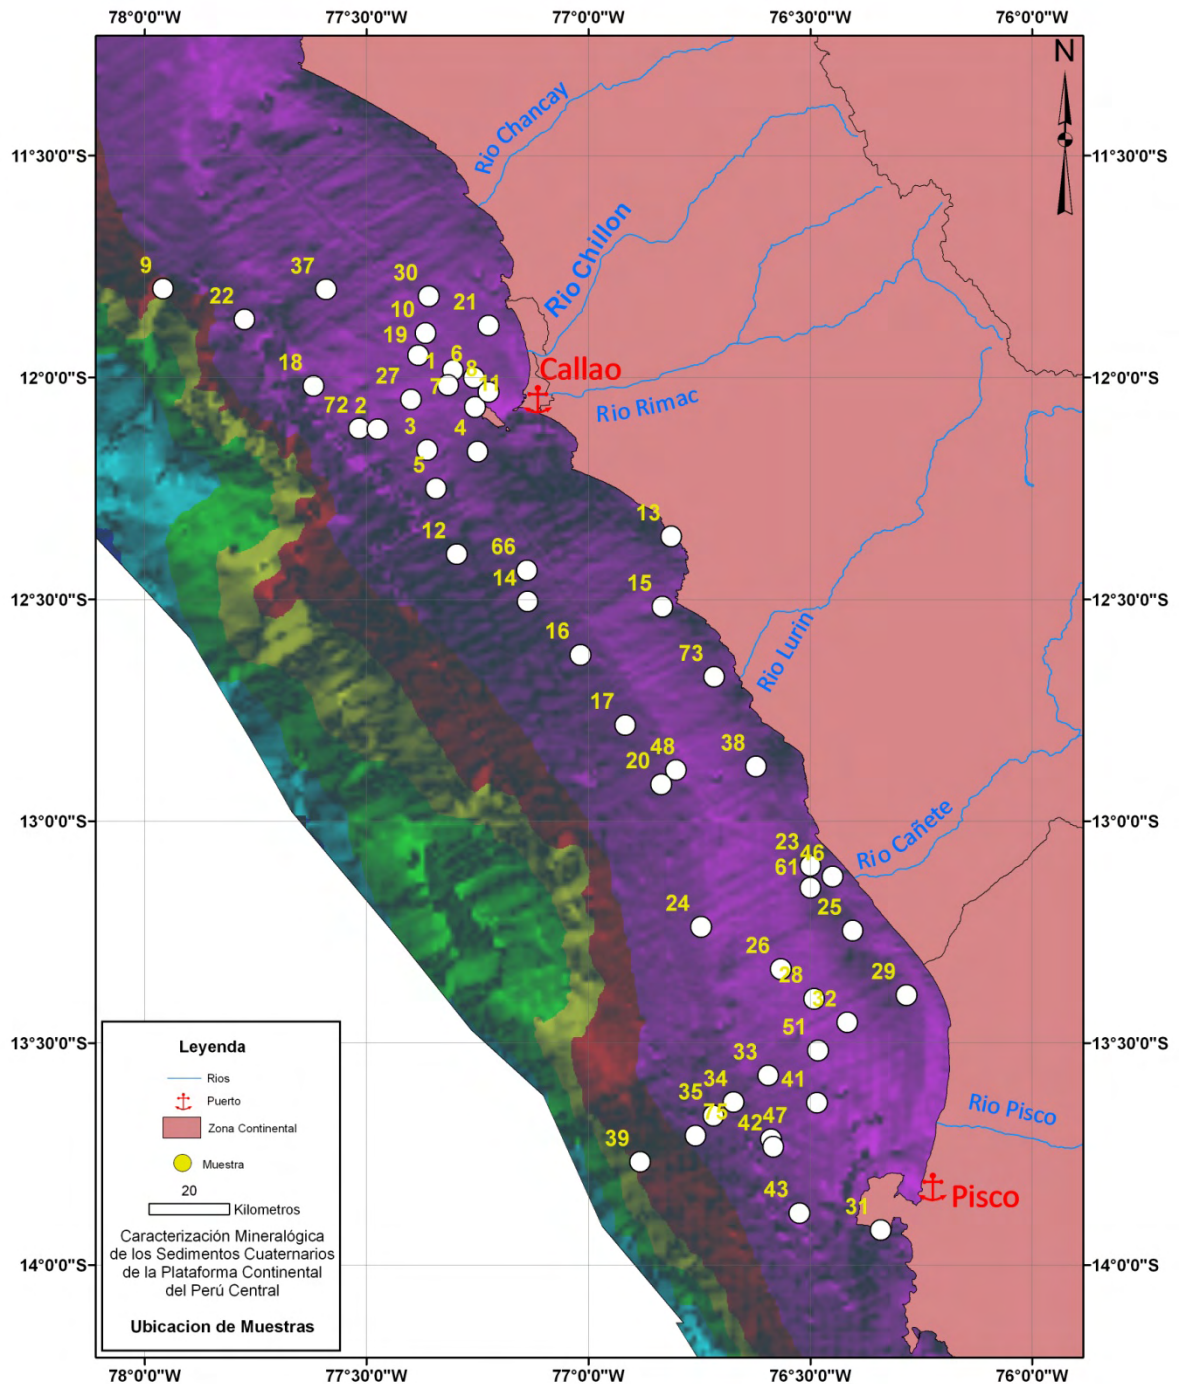 78°0'0"W 77°30'0"W 77°0'0"W 76°30'0"W 76°0'0"W
N
Rio Chancay
11°30'0"S 11°30'0"S
Rio Chillon
9 37 30
22 10 21
19
18 27 1 6 8
7 11
Callao
12°0'0"S 12°0'0"S
Rio Rimac
72 2 3 4
5
12 66 13
14 15
12°30'0"S 12°30'0"S
16 73
Rio Lurin
17
20 48 38
13°0'0"S 13°0'0"S
Rio Cañete
23 46
61
25
24
26
28 32 29
51
13°30'0"S 13°30'0"S
33
34 41
35 75
42 47
39
Rio Pisco
43 31
Pisco
14°0'0"S 14°0'0"S
Leyenda
Rios
Puerto
Zona Continental
Muestra
20
Kilometros
Caracterización Mineralógica
de los Sedimentos Cuaternarios
de la Plataforma Continental
del Perú Central
Ubicacion de Muestras
78°0'0"W 77°30'0"W 77°0'0"W 76°30'0"W 76°0'0"W